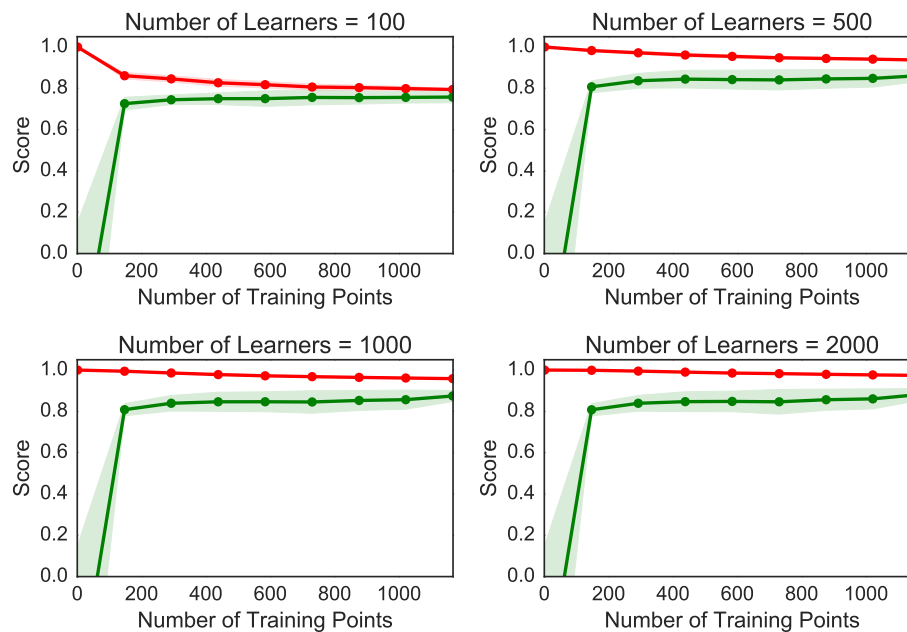 Number of Learners = 100
1.0
0.8
0.6
0.4
0.2
0.0
Score
0 200 400 600 800 1000
Number of Training Points
Number of Learners = 500
1.0
0.8
0.6
0.4
0.2
0.0
Score
0 200 400 600 800 1000
Number of Training Points
Number of Learners = 1000
1.0
0.8
0.6
0.4
0.2
0.0
Score
0 200 400 600 800 1000
Number of Training Points
Number of Learners = 2000
1.0
0.8
0.6
0.4
0.2
0.0
Score
0 200 400 600 800 1000
Number of Training Points